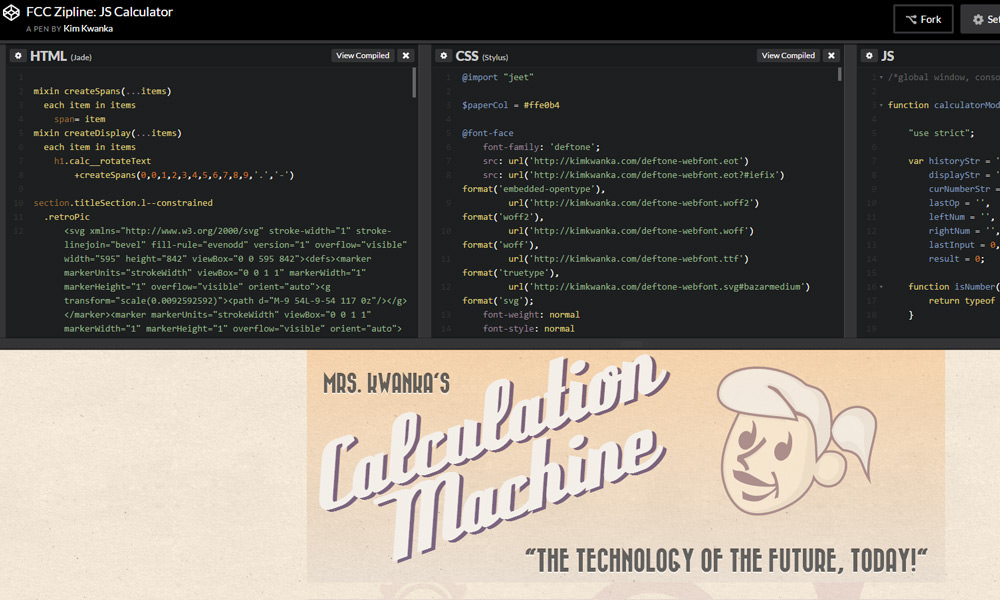 FCC Zipline: JS Calculator
A PEN BY Kim Kwanka
Fork
Set
HTML (Jade)
View Compiled
1
2 mixin createSpans(...items)
3 each item in items
4 span= item
5 mixin createDisplay(...items)
6 each item in items
7 h1.calc__rotateText
8 +createSpans(0,0,1,2,3,4,5,6,7,8,9,'.','-')
9
10 section.titleSection.l--constrained
11 .retroPic
12 <svg xmlns="http://www.w3.org/2000/svg" stroke-width="1" stroke-
linejoin="bevel" fill-rule="evenodd" version="1" overflow="visible"
width="595" height="842" viewBox="0 0 595 842"><defs><marker
markerUnits="strokeWidth" viewBox="0 0 1 1" markerWidth="1"
markerHeight="1" overflow="visible" orient="auto"><g
transform="scale(0.0092592592)"><path d="M-9 54L-9-54 117 0z"/></g>
</marker><marker markerUnits="strokeWidth" viewBox="0 0 1 1"
markerWidth="1" markerHeight="1" overflow="visible" orient="auto">
CSS (Stylus)
View Compiled
1 @import "jeet"
2
3 $paperCol = #ffe0b4
4
5 @font-face
6 font-family: 'deftone';
7 src: url('http://kimkwanka.com/deftone-webfont.eot')
8 src: url('http://kimkwanka.com/deftone-webfont.eot?#iefix')
format('embedded-opentype'),
9 url('http://kimkwanka.com/deftone-webfont.woff2')
format('woff2'),
10 url('http://kimkwanka.com/deftone-webfont.woff')
format('woff'),
11 url('http://kimkwanka.com/deftone-webfont.ttf')
format('truetype'),
12 url('http://kimkwanka.com/deftone-webfont.svg#bazarmedium')
format('svg');
13 font-weight: normal
14 font-style: normal
JS
1 /*global window, conso
2
3 function calculatorMod
4
5 "use strict";
6
7 var historyStr = '
8 displayStr = '
9 curNumberStr =
10 lastOp = '',
11 leftNum = '',
12 rightNum = '',
13 lastInput = 0,
14 result = 0;
15
16 function isNumber(
17 return typeof
18 }
19
MRS. KWANKA'S
Calculation
Machine
"THE TECHNOLOGY OF THE FUTURE, TODAY!"